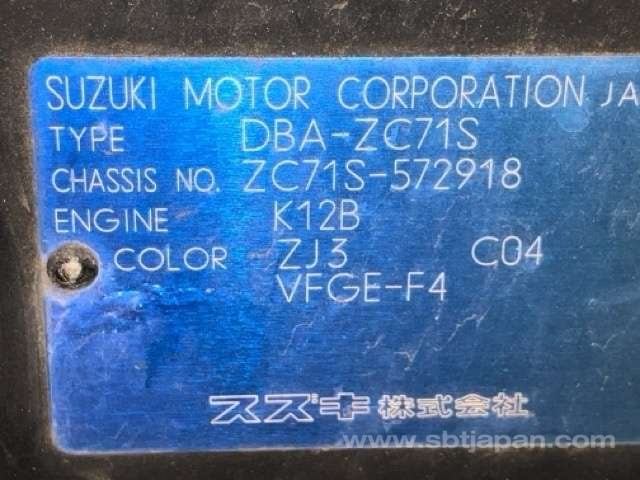 SUZUKI MOTOR CORPORATION JA
TYPE DBA-ZC71S
CHASSIS NO. ZC71S-572918
ENGINE K12B
COLOR ZJ3 C04
VFGE-F4
スズキ株式会社
www.sbtjapan.com